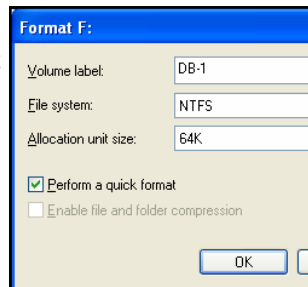 Format F:
Volume label: DB-1
File system: NTFS
Allocation unit size: 64K
Perform a quick format
Enable file and folder compression
OK